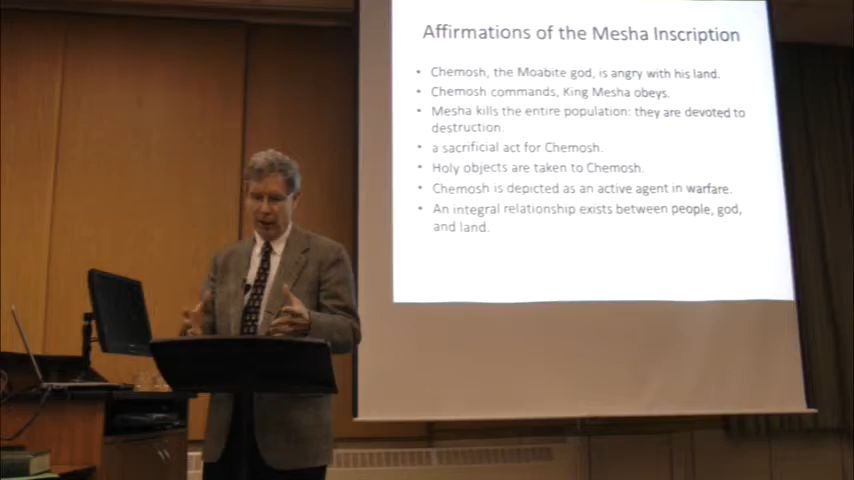 Affirmations of the Mesha Inscription
• Chemosh, the Moabite god, is angry with his land.
• Chemosh commands, King Mesha obeys.
• Mesha kills the entire population: they are devoted to
destruction
• a sacrificial act for Chemosh.
• Holy objects are taken to Chemosh.
• Chemosh is depicted as an active agent in warfare.
• An integral relationship exists between people, god,
and land.